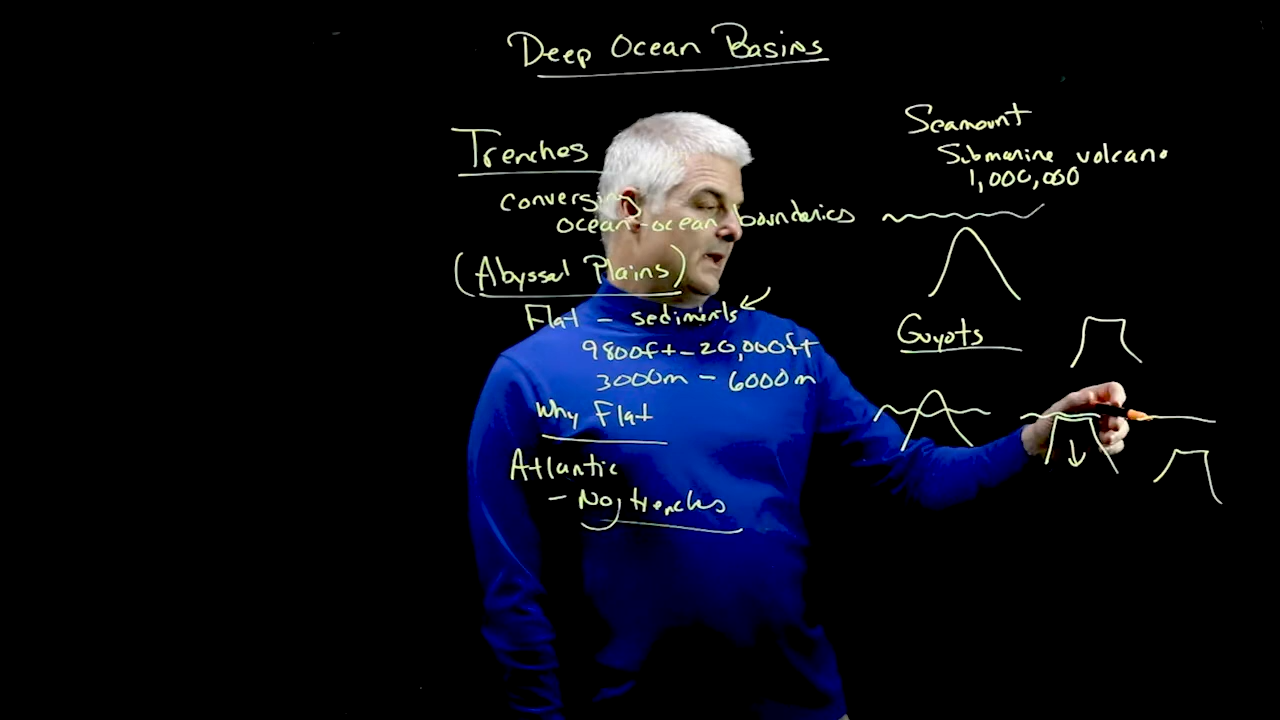 Deep Ocean Basins
Trenches
converging
ocean-ocean boundaries
(Abyssal Plains)
Flat - sediments
9800ft - 20,000ft
3000m - 6000m
Why Flat
Atlantic
- No trenches
Seamount
Submarine volcano
1,000,000
Guyots